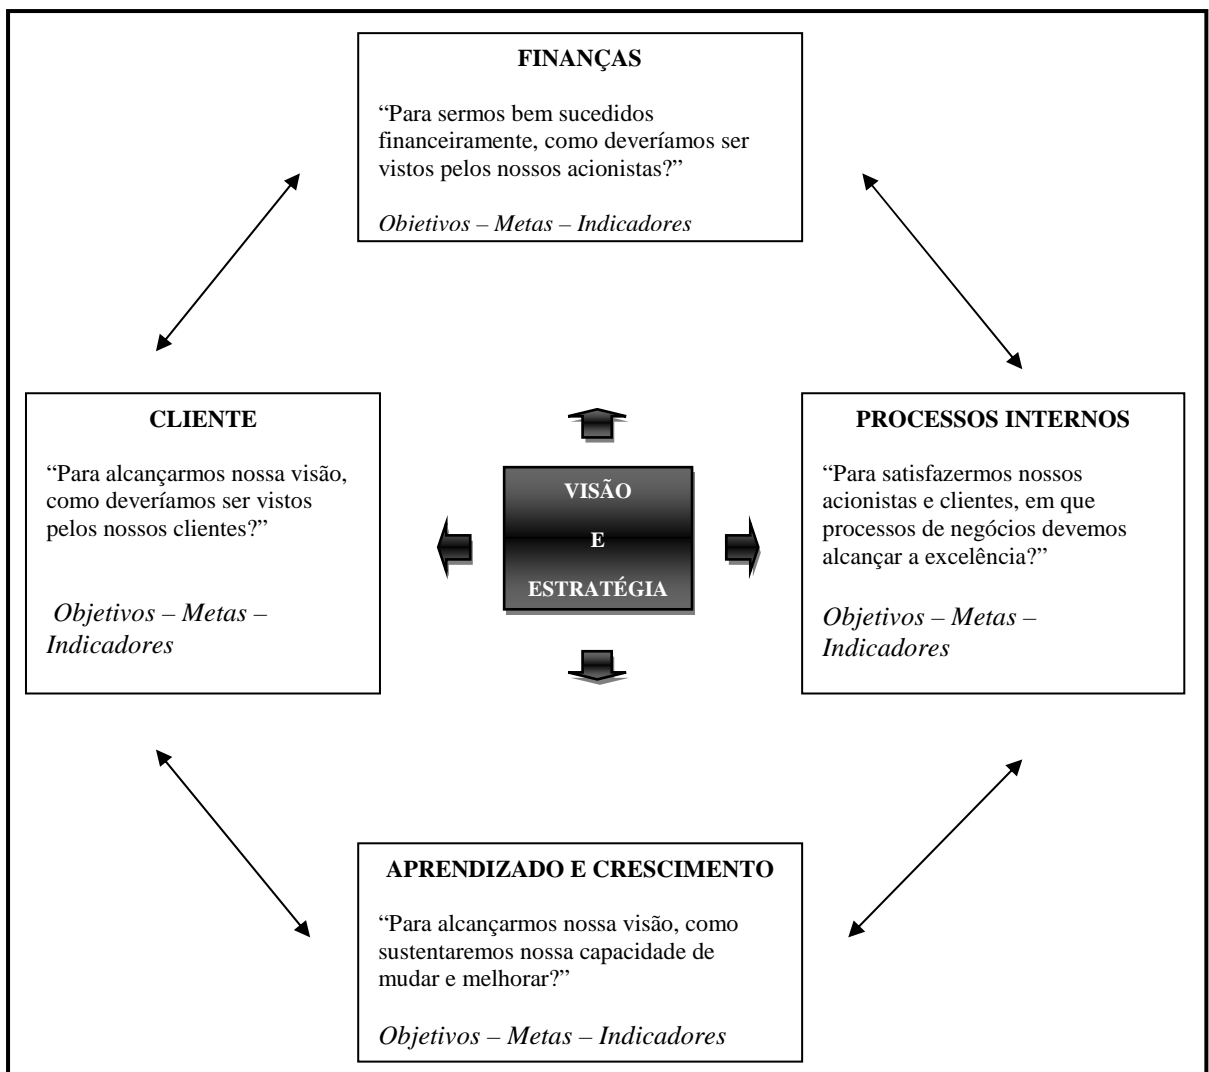 FINANÇAS
“Para sermos bem sucedidos
financeiramente, como deveríamos ser
vistos pelos nossos acionistas?”
Objetivos – Metas – Indicadores
CLIENTE
“Para alcançarmos nossa visão,
como deveríamos ser vistos
pelos nossos clientes?”
Objetivos – Metas –
Indicadores
VISÃO
E
ESTRATÉGIA
PROCESSOS INTERNOS
“Para satisfazermos nossos
acionistas e clientes, em que
processos de negócios devemos
alcançar a excelência?”
Objetivos – Metas –
Indicadores
APRENDIZADO E CRESCIMENTO
“Para alcançarmos nossa visão, como
sustentaremos nossa capacidade de
mudar e melhorar?”
Objetivos – Metas – Indicadores